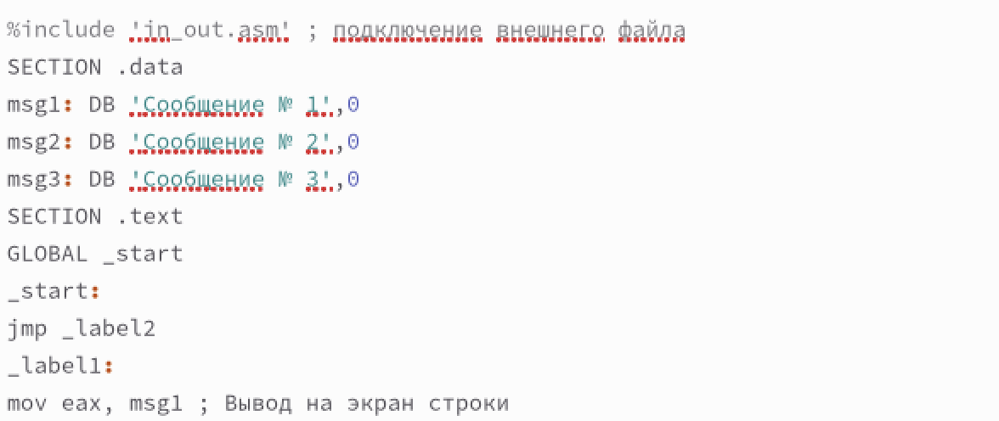 %include 'in_out.asm' ; подключение внешнего файла
SECTION .data
msg1: DB 'Сообщение № 1',0
msg2: DB 'Сообщение № 2',0
msg3: DB 'Сообщение № 3',0
SECTION .text
GLOBAL _start
_start:
jmp _label2
_label1:
mov eax, msg1 ; Вывод на экран строки